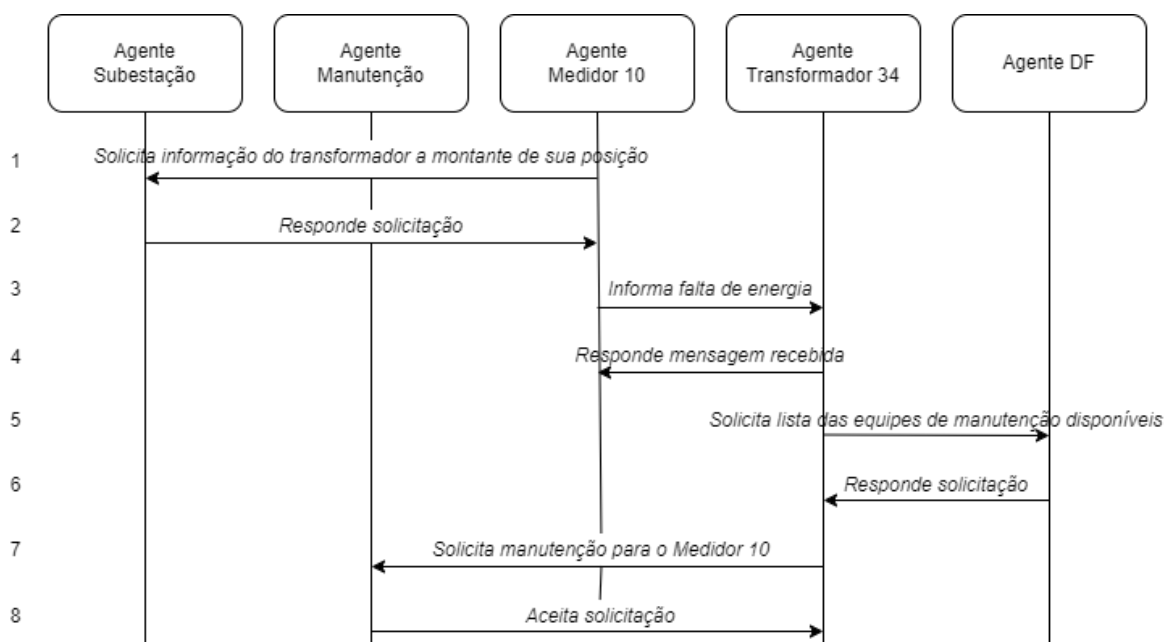 Agente
Subestação
Agente
Manutenção
Agente
Medidor 10
Agente
Transformador 34
Agente DF
1
Solicita informação do transformador a montante de sua posição
2
Responde solicitação
3
Informa falta de energia
4
Responde mensagem recebida
5
Solicita lista das equipes de manutenção disponíveis
6
Responde solicitação
7
Solicita manutenção para o Medidor 10
8
Aceita solicitação